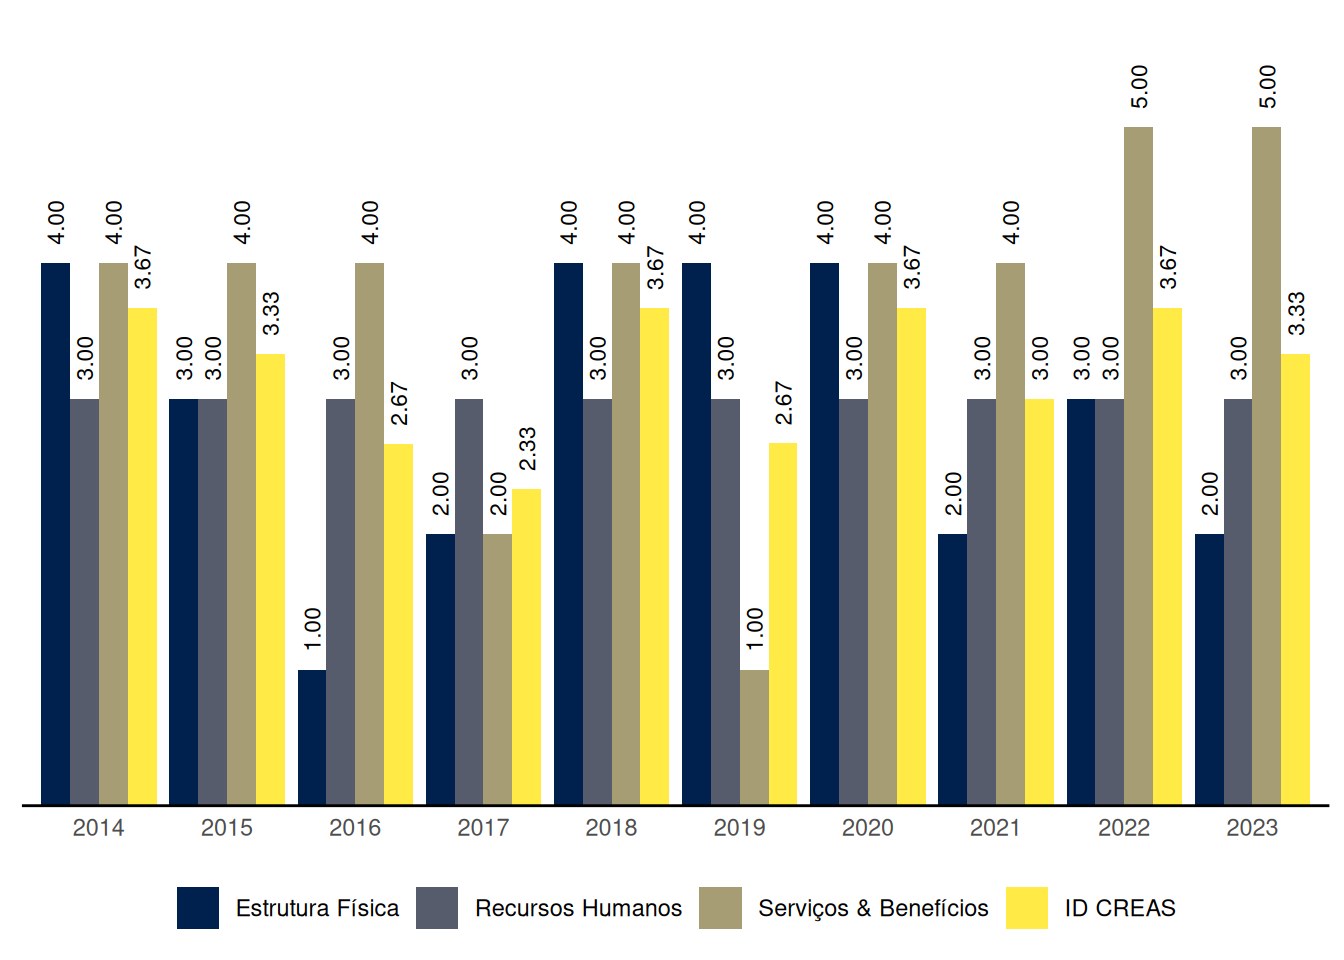 4.00 3.00 4.00 3.67 3.00 3.00 4.00 3.33 1.00 3.00 4.00 2.67 2.00 3.00 2.00 2.33 4.00 3.00 4.00 3.67 4.00 3.00 1.00 2.67 4.00 3.00 4.00 3.67 2.00 3.00 4.00 3.00 3.00 3.00 5.00 3.67 2.00 3.00 5.00 3.33
2014 2015 2016 2017 2018 2019 2020 2021 2022 2023
Estrutura Física Recursos Humanos Serviços & Benefícios ID CREAS